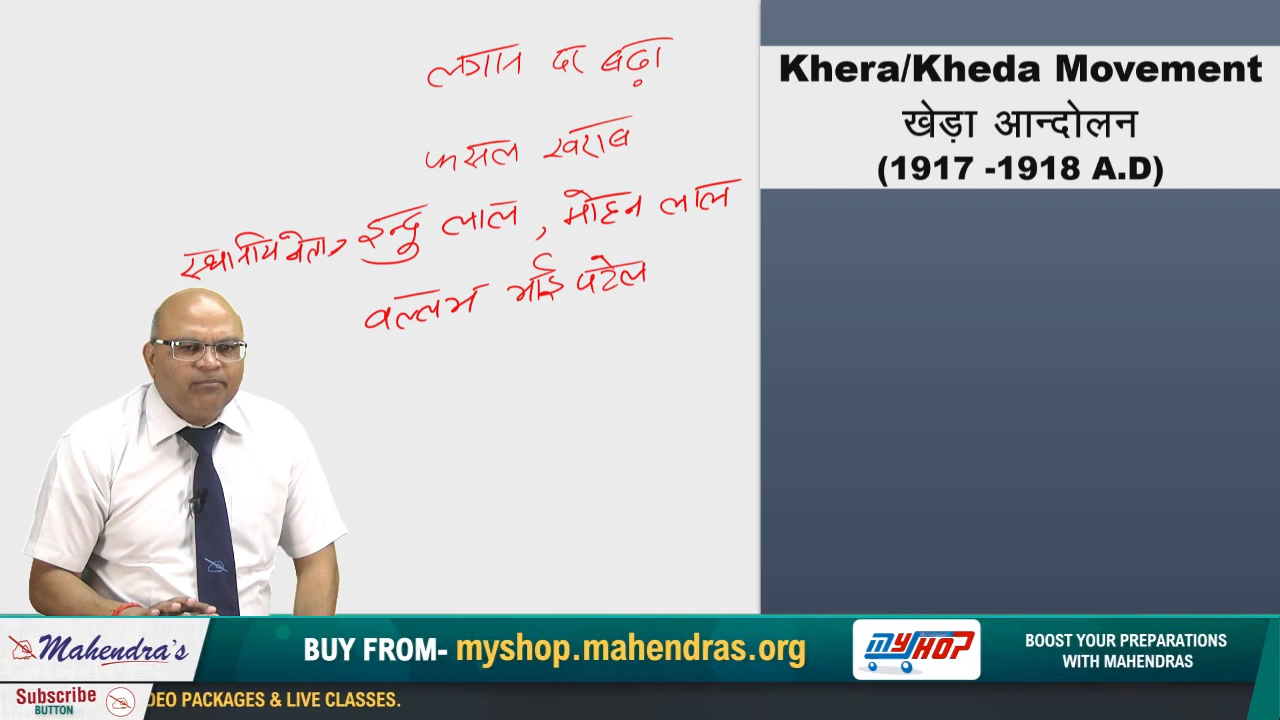 लगान दर बढ़ा
फसल खराब
स्थानीय नेता, इन्दु लाल, मोहन लाल
वल्लभ भाई पटेल
Khera/Kheda Movement
खेड़ा आन्दोलन
(1917 -1918 A.D)
Mahendra's
BUY FROM- myshop.mahendras.org
MYSHOP
BOOST YOUR PREPARATIONS
WITH MAHENDRAS
Subscribe
BUTTON
DEO PACKAGES & LIVE CLASSES.